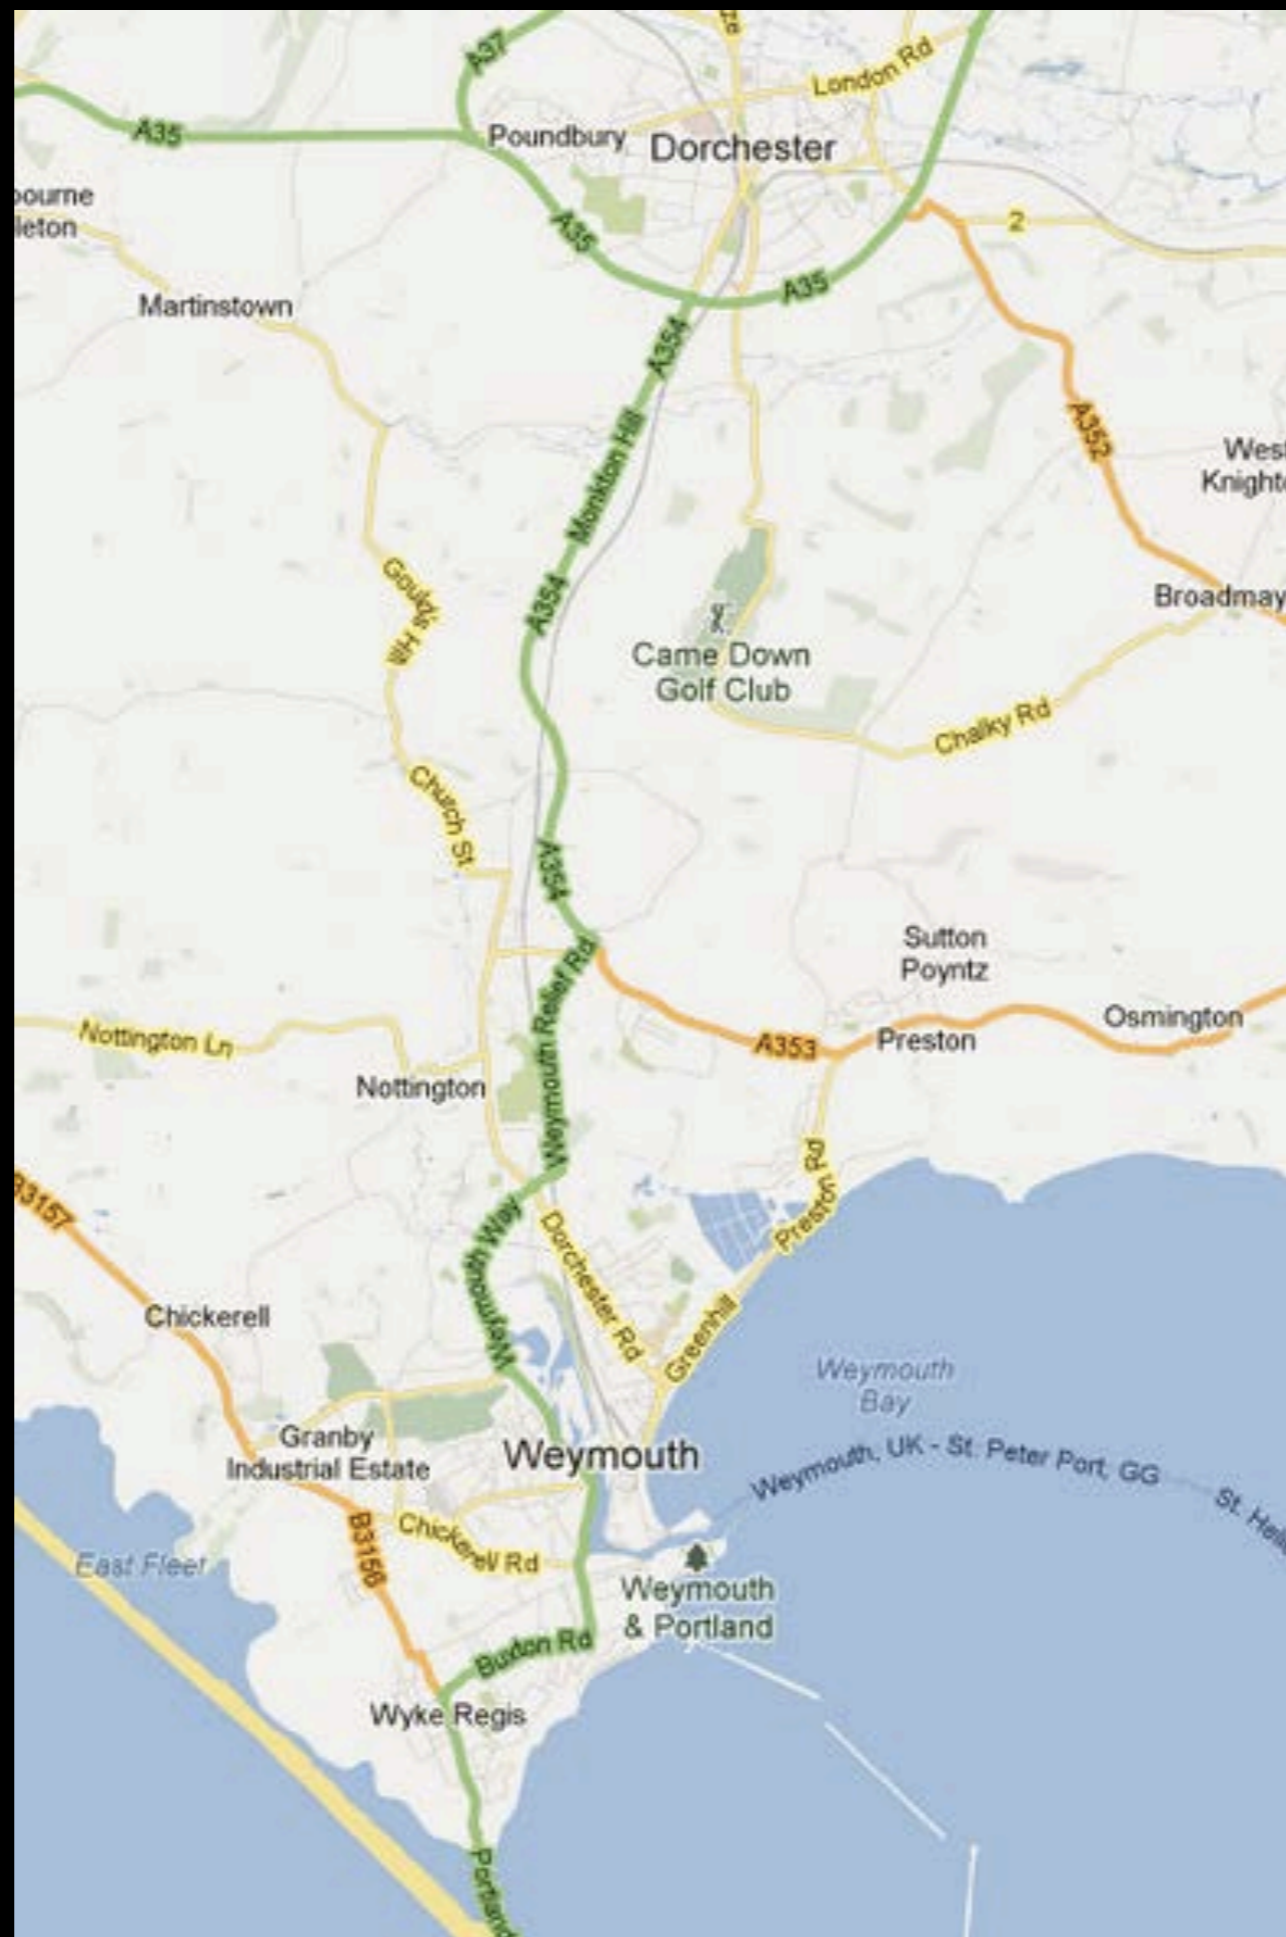 A37
London Rd
A35
Poundbury
Dorchester
ourne
leton
A35
2
A35
Martinstown
A354
A352
Monkton Hill
West
Knight
Gould's Hill
A354
Broadmay
Came Down
Golf Club
Chalky Rd
Church St
A354
Sutton
Poyntz
Weymouth Relief Rd
Osmington
Nottington Ln
A353
Preston
Nottington
Preston Rd
B3157
Weymouth Way
Dorchester Rd
Chickerell
Greenhill
Weymouth
Bay
Granby
Industrial Estate
Weymouth
Weymouth, UK - St. Peter Port, GG
St. Hel
Chickerell Rd
B3156
East Fleet
Weymouth
& Portland
Buxton Rd
Wyke Regis
Portland